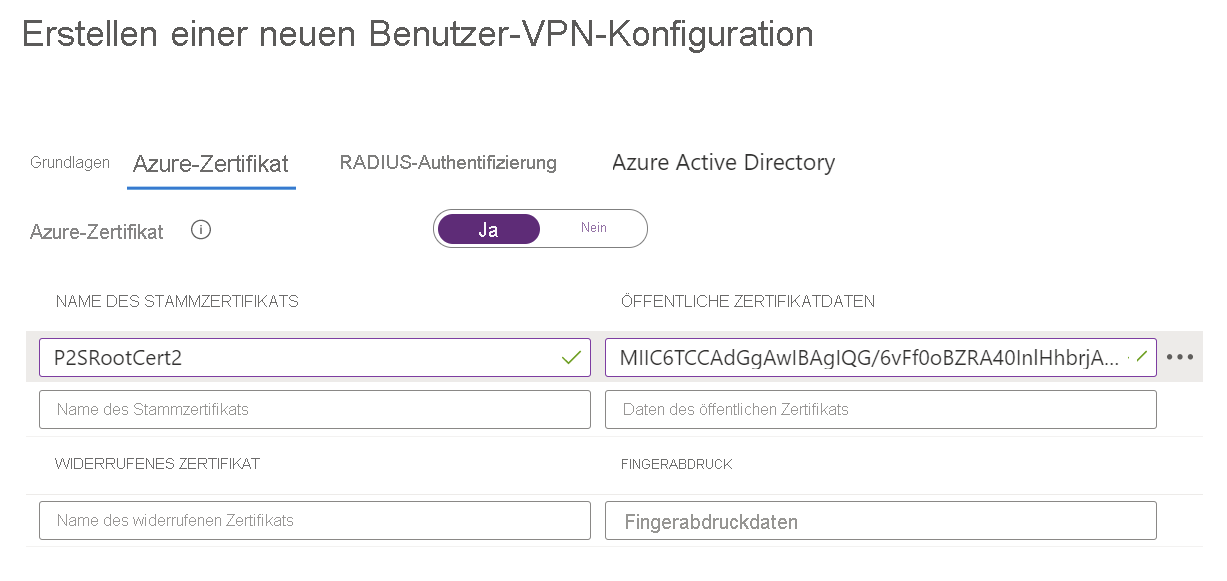 Erstellen einer neuen Benutzer-VPN-Konfiguration
Grundlagen Azure-Zertifikat RADIUS-Authentifizierung Azure Active Directory
Azure-Zertifikat Ja Nein
NAME DES STAMMZERTIFIKATS ÖFFENTLICHE ZERTIFIKATDATEN
P2SRootCert2 MIIC6TCCAdGgAwIBAgIQG/6vFf0oBZRA40InlHhbrjA...
Name des Stammzertifikats Daten des öffentlichen Zertifikats
WIDERRUFENES ZERTIFIKAT FINGERABDRUCK
Name des widerrufenen Zertifikats Fingerabdruckdaten